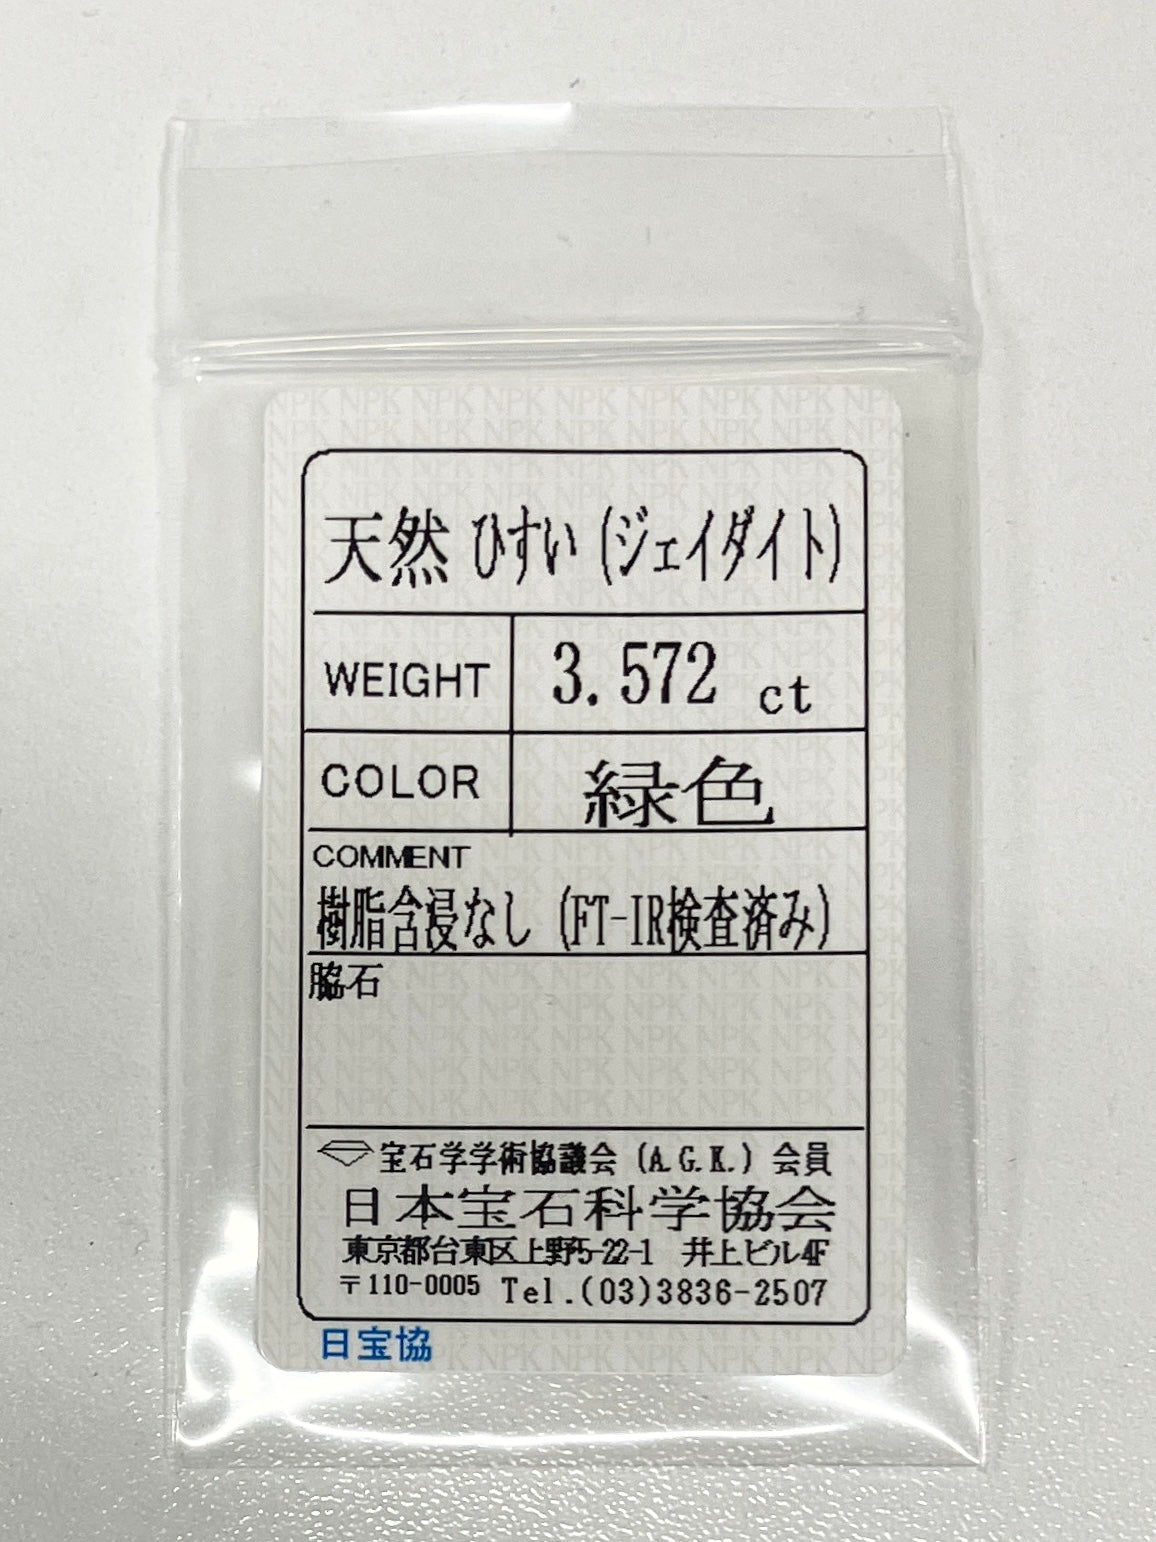 天然 ひすい (ジェイダイト)
WEIGHT 3.572 ct
COLOR 緑色
COMMENT
樹脂含浸なし (FT-IR検査済み)
脇石
宝石学学術協議会 (A.G.K.) 会員
日本宝石科学協会
東京都台東区上野5-22-1 井上ビル4F
〒110-0005 Tel.(03)3836-2507
日宝協